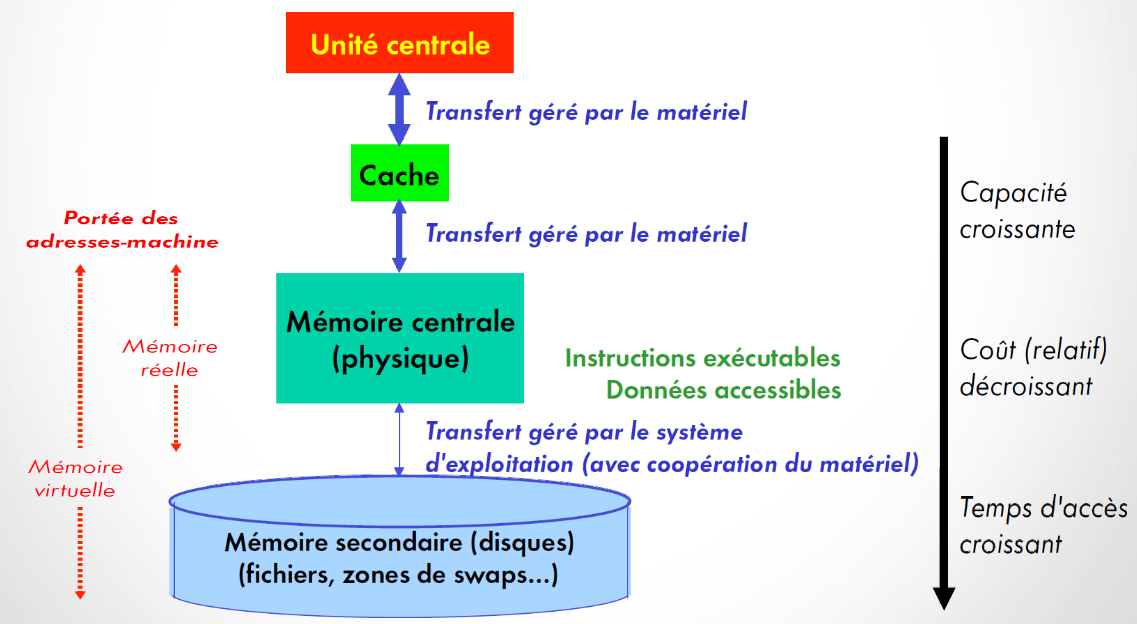 Unité centrale
Transfert géré par le matériel
Cache
Transfert géré par le matériel
Portée des
adresses-machine
Mémoire
réelle
Mémoire
virtuelle
Mémoire centrale
(physique)
Instructions exécutables
Données accessibles
Transfert géré par le système
d'exploitation (avec coopération du matériel)
Mémoire secondaire (disques)
(fichiers, zones de swaps...)
Capacité
croissante
Coût (relatif)
décroissant
Temps d'accès
croissant